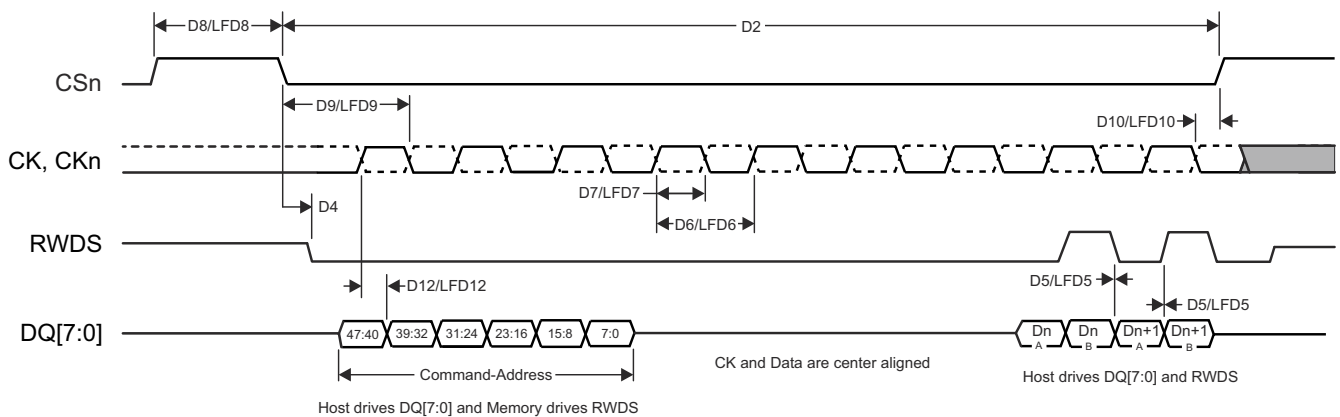 D8/LFD8
D2
CSn
D9/LFD9
D10/LFD10
CK, CKn
D7/LFD7
D4
D6/LFD6
RWDS
D12/LFD12
D5/LFD5
D5/LFD5
DQ[7:0]
47:40 39:32 31:24 23:16 15:8 7:0
Dn A Dn B Dn+1 A Dn+1 B
CK and Data are center aligned
Command-Address
Host drives DQ[7:0] and RWDS
Host drives DQ[7:0] and Memory drives RWDS